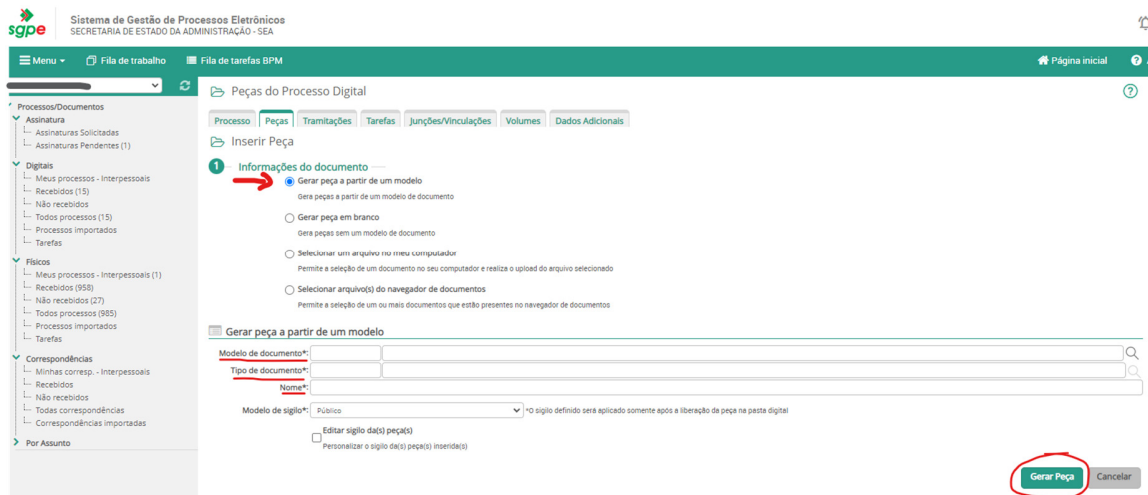 sgpe
Sistema de Gestão de Processos Eletrônicos
SECRETARIA DE ESTADO DA ADMINISTRAÇÃO - SEA
Menu
Fila de trabalho
Fila de tarefas BPM
Página inicial
Peças do Processo Digital
Processos/Documentos
Assinatura
Assinaturas Solicitadas
Assinaturas Pendentes (1)
Digitais
Meus processos - Interpessoais
Recebidos (15)
Não recebidos
Todos processos (15)
Processos importados
Tarefas
Físicos
Meus processos - Interpessoais (1)
Recebidos (958)
Não recebidos (27)
Todos processos (985)
Processos importados
Tarefas
Correspondências
Minhas corresp. - Interpessoais
Recebidos
Não recebidos
Todas correspondências
Correspondências importadas
Por Assunto
Processo Peças Tramitações Tarefas Junções/Vinculações Volumes Dados Adicionais
Inserir Peça
1 Informações do documento
Gerar peça a partir de um modelo
Gera peças a partir de um modelo de documento
Gerar peça em branco
Gera peças sem um modelo de documento
Selecionar um arquivo no meu computador
Permite a seleção de um documento no seu computador e realiza o upload do arquivo selecionado
Selecionar arquivo(s) do navegador de documentos
Permite a seleção de um ou mais documentos que estão presentes no navegador de documentos
Gerar peça a partir de um modelo
Modelo de documento*:
Tipo de documento*:
Nome*:
Modelo de sigilo*: Público *O sigilo definido será aplicado somente após a liberação da peça na pasta digital
Editar sigilo da(s) peça(s)
Personalizar o sigilo da(s) peça(s) inserida(s)
Gerar Peça Cancelar